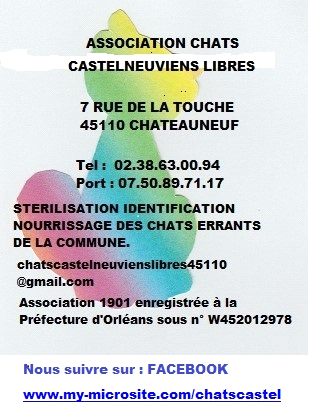 ASSOCIATION CHATS
CASTELNEUVIENS LIBRES
7 RUE DE LA TOUCHE
45110 CHATEAUNEUF
Tel : 02.38.63.00.94
Port : 07.50.89.71.17
STERILISATION IDENTIFICATION
NOURRISSAGE DES CHATS ERRANTS
DE LA COMMUNE.
chatscastelneuvienslibres45110
@gmail.com
Association 1901 enregistrée à la
Préfecture d'Orléans sous n° W452012978
Nous suivre sur : FACEBOOK
www.my-microsite.com/chatscastel